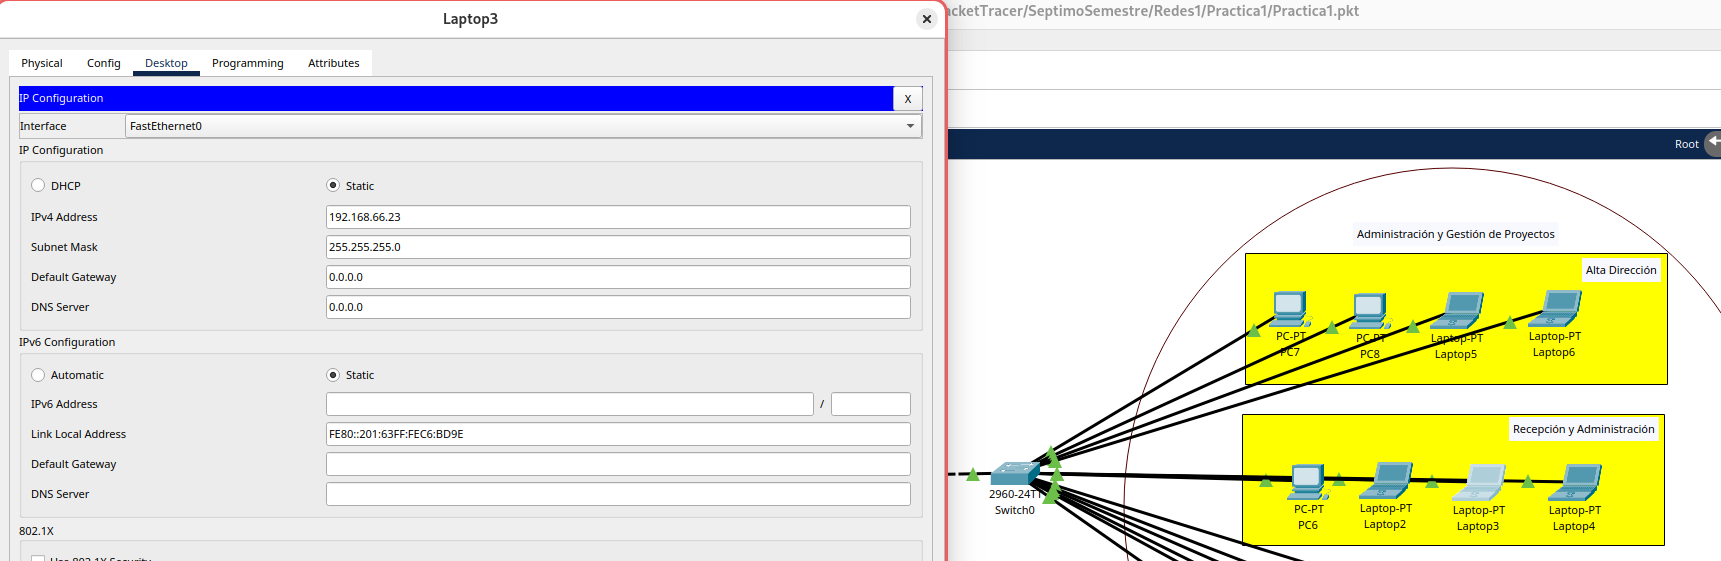 Laptop3
cketTracer/SeptimoSemestre/Redes1/Practica1/Practica1.pkt
Physical Config Desktop Programming Attributes
IP Configuration X
Interface FastEthernet0
IP Configuration
DHCP Static
IPv4 Address 192.168.66.23
Subnet Mask 255.255.255.0
Default Gateway 0.0.0.0
DNS Server 0.0.0.0
IPv6 Configuration
Automatic Static
IPv6 Address /
Link Local Address FE80::201:63FF:FEC6:BD9E
Default Gateway
DNS Server
802.1X
Use 802.1X Security
Root
Administración y Gestión de Proyectos
Alta Dirección
PC-PT
PC7
PC-PT
PC8
Laptop-PT
Laptop5
Laptop-PT
Laptop6
Recepción y Administración
2960-24TT
Switch0
PC-PT
PC6
Laptop-PT
Laptop2
Laptop-PT
Laptop3
Laptop-PT
Laptop4